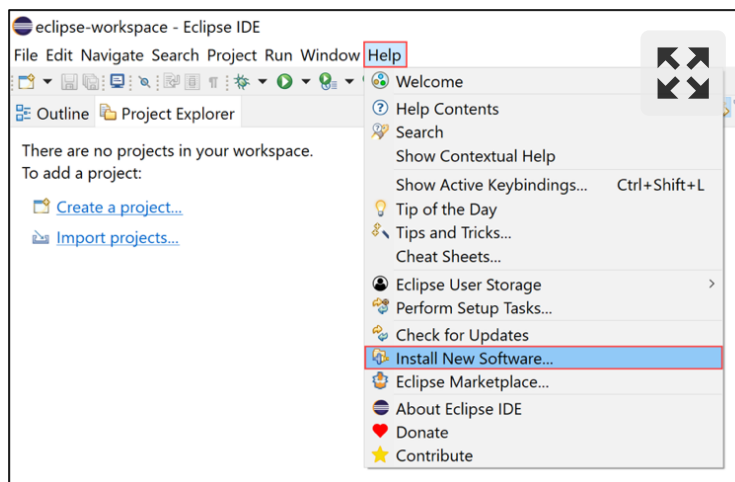 eclipse-workspace - Eclipse IDE
File Edit Navigate Search Project Run Window Help
Outline Project Explorer
There are no projects in your workspace.
To add a project:
Create a project...
Import projects...
Welcome
Help Contents
Search
Show Contextual Help
Show Active Keybindings... Ctrl+Shift+L
Tip of the Day
Tips and Tricks...
Cheat Sheets...
Eclipse User Storage
Perform Setup Tasks...
Check for Updates
Install New Software...
Eclipse Marketplace...
About Eclipse IDE
Donate
Contribute